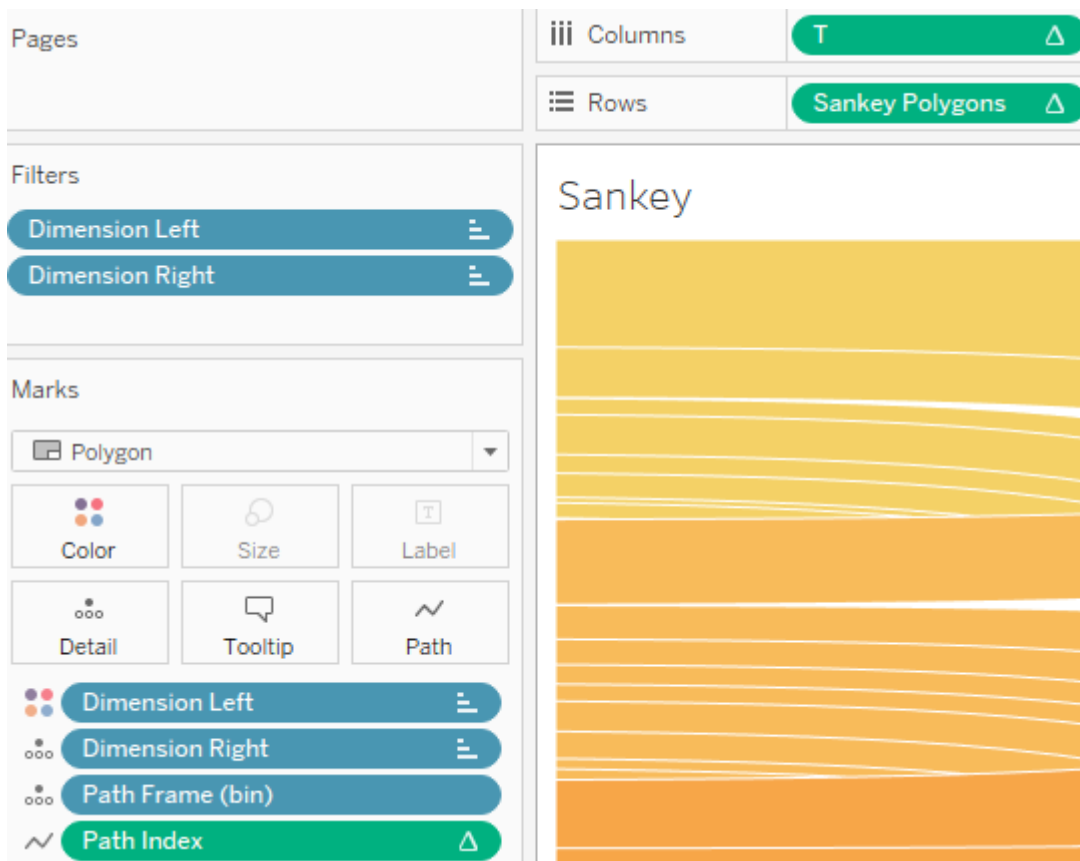 Pages
Columns
T
Rows
Sankey Polygons
Filters
Dimension Left
Dimension Right
Sankey
Marks
Polygon
Color
Size
T
Label
Detail
Tooltip
Path
Dimension Left
Dimension Right
Path Frame (bin)
Path Index